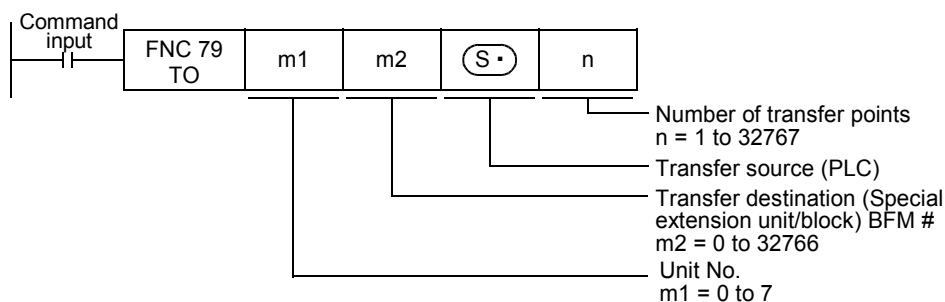 Command
input
FNC 79
TO
m1
m2
S・
n
Number of transfer points
n = 1 to 32767
Transfer source (PLC)
Transfer destination (Special
extension unit/block) BFM #
m2 = 0 to 32766
Unit No.
m1 = 0 to 7